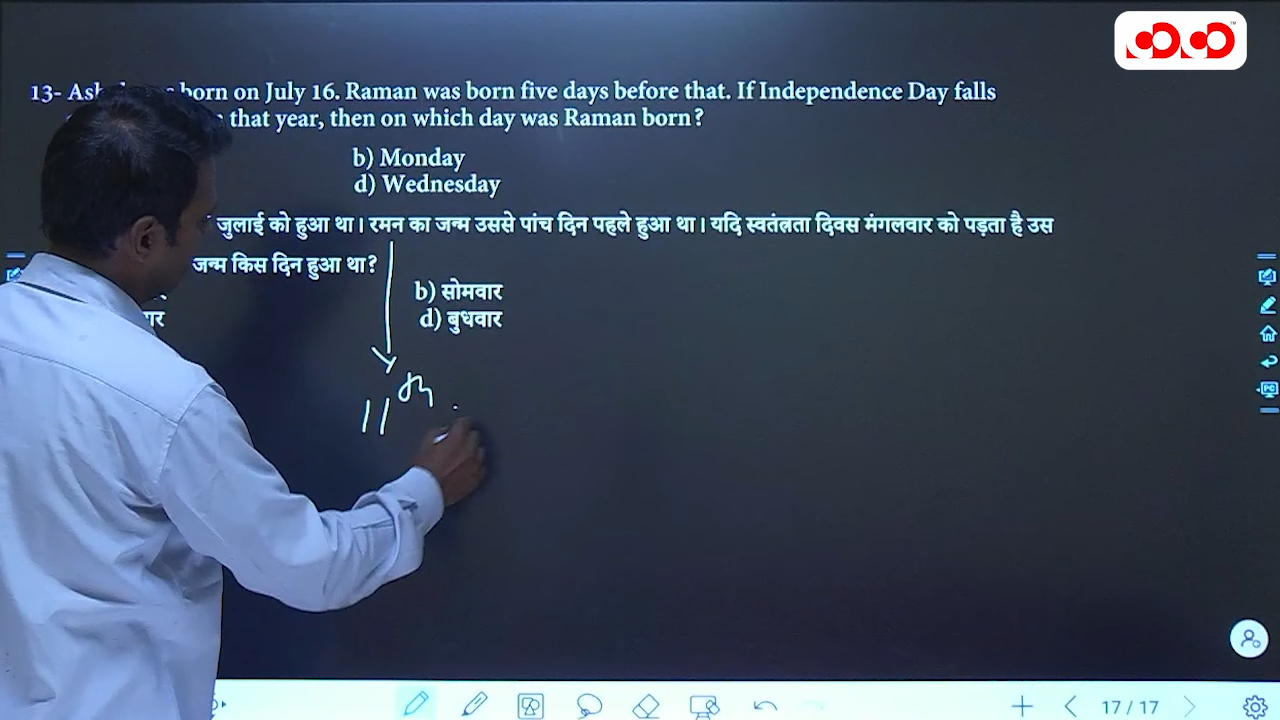 13- born on July 16. Raman was born five days before that. If Independence Day falls
that year, then on which day was Raman born?
b) Monday
d) Wednesday
जुलाई को हुआ था। रमन का जन्म उससे पांच दिन पहले हुआ था। यदि स्वतंत्रता दिवस मंगलवार को पड़ता है उस
जन्म किस दिन हुआ था?
b) सोमवार
d) बुधवार
11
17 / 17